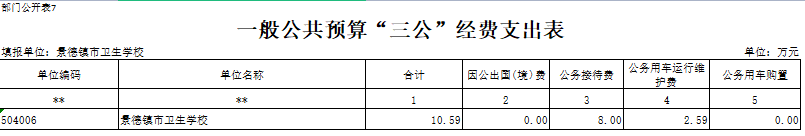 部门公开表7
一般公共预算“三公”经费支出表
填报单位：景德镇市卫生学校 单位：万元
单位编码 单位名称 合计 因公出国(境)费 公务接待费 公务用车运行维护费 公务用车购置
** ** 1 2 3 4 5
504006 景德镇市卫生学校 10.59 0.00 8.00 2.59 0.00